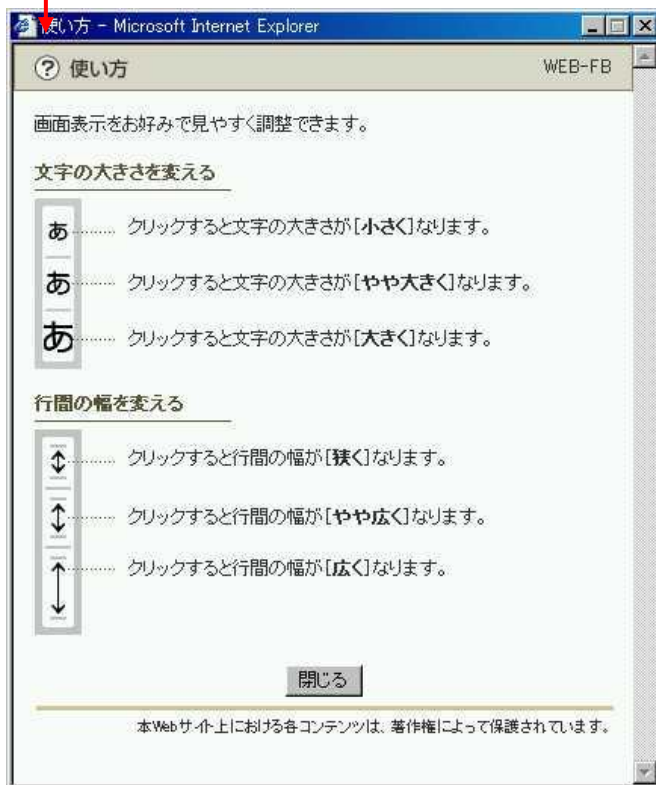 使い方 - Microsoft Internet Explorer
? 使い方 WEB-FB
画面表示をお好みで見やすく調整できます。
文字の大きさを変える
あ クリックすると文字の大きさが[小さく]なります。
あ クリックすると文字の大きさが[やや大きく]なります。
あ クリックすると文字の大きさが[大きく]なります。
行間の幅を変える
クリックすると行間の幅が[狭く]なります。
クリックすると行間の幅が[やや広く]なります。
クリックすると行間の幅が[広く]なります。
閉じる
本Webサイト上における各コンテンツは、著作権によって保護されています。